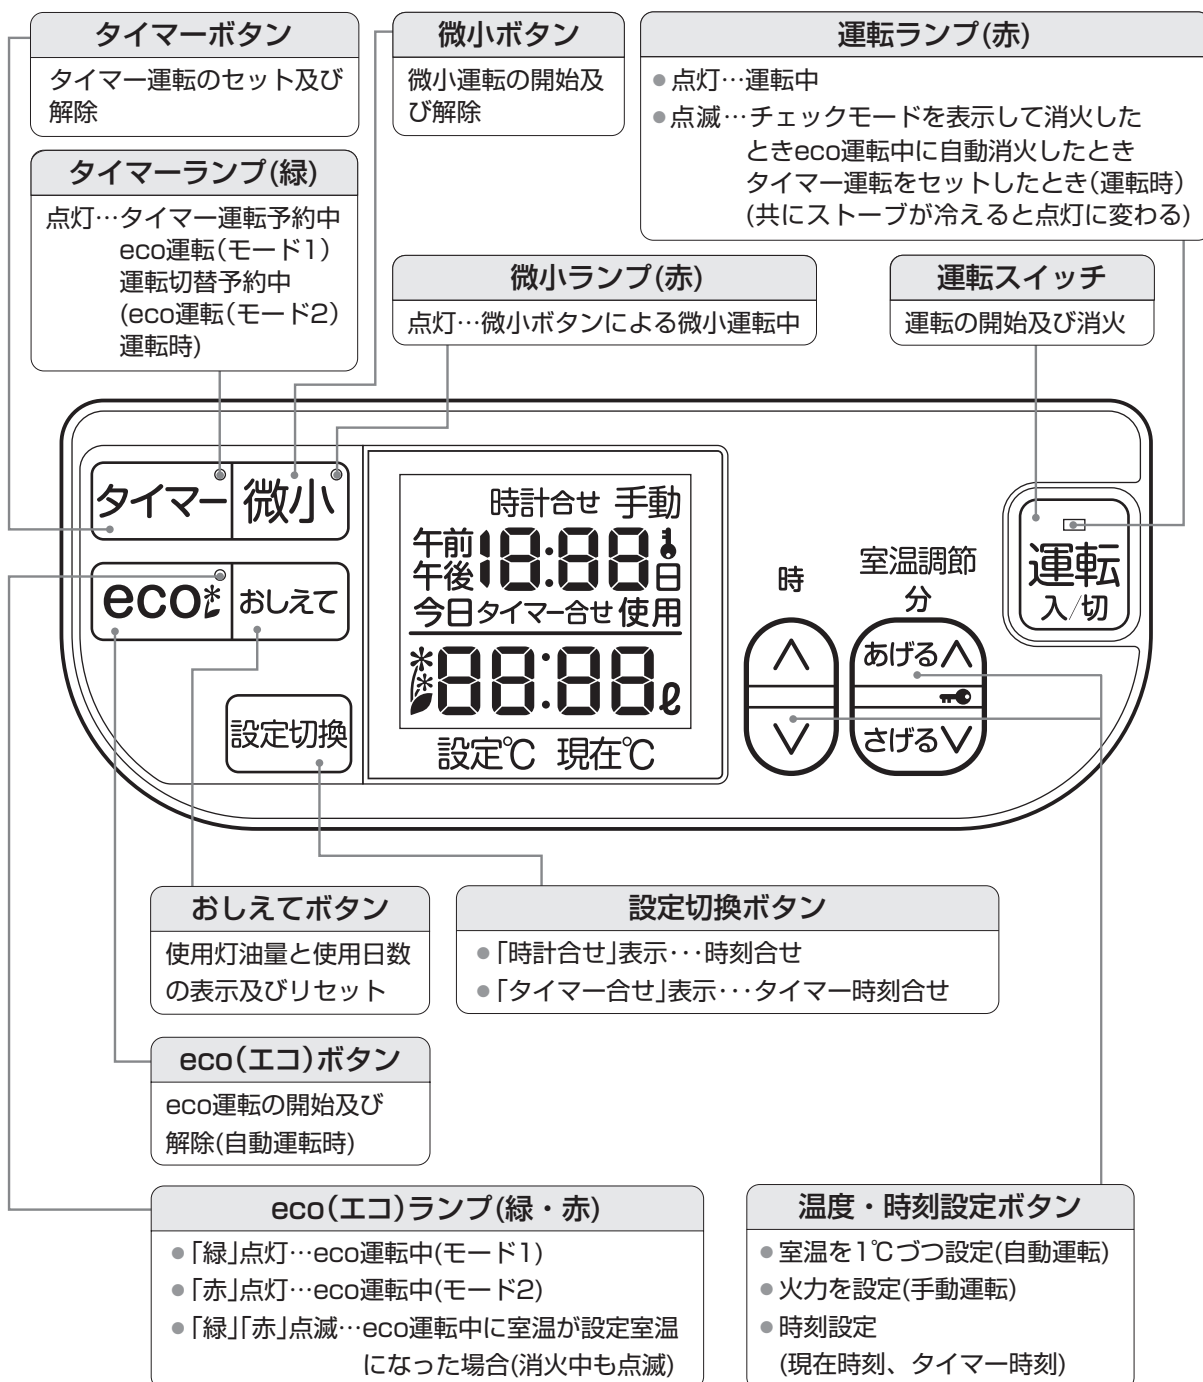 タイマーボタン
タイマー運転のセット及び
解除
微小ボタン
微小運転の開始及
び解除
運転ランプ(赤)
●点灯…運転中
●点滅…チェックモードを表示して消火した
ときeco運転中に自動消火したとき
タイマー運転をセットしたとき(運転時)
(共にストーブが冷えると点灯に変わる)
タイマーランプ(緑)
点灯…タイマー運転予約中
eco運転(モード1)
運転切替予約中
(eco運転(モード2)
運転時)
微小ランプ(赤)
点灯…微小ボタンによる微小運転中
運転スイッチ
運転の開始及び消火
タイマー 微小
eco おしえて
設定切換
時計合せ 手動
午前 18:88
午後 日
今日 タイマー合せ 使用
88:88ℓ
設定℃ 現在℃
時
室温調節
分
あげる
さげる
運転
入/切
おしえてボタン
使用灯油量と使用日数
の表示及びリセット
設定切換ボタン
●「時計合せ」表示･･･時刻合せ
●「タイマー合せ」表示･･･タイマー時刻合せ
eco(エコ)ボタン
eco運転の開始及び
解除(自動運転時)
eco(エコ)ランプ(緑・赤)
●「緑」点灯…eco運転中(モード1)
●「赤」点灯…eco運転中(モード2)
●「緑」「赤」点滅…eco運転中に室温が設定室温
になった場合(消火中も点滅)
温度・時刻設定ボタン
●室温を1℃づつ設定(自動運転)
●火力を設定(手動運転)
●時刻設定
(現在時刻、タイマー時刻)